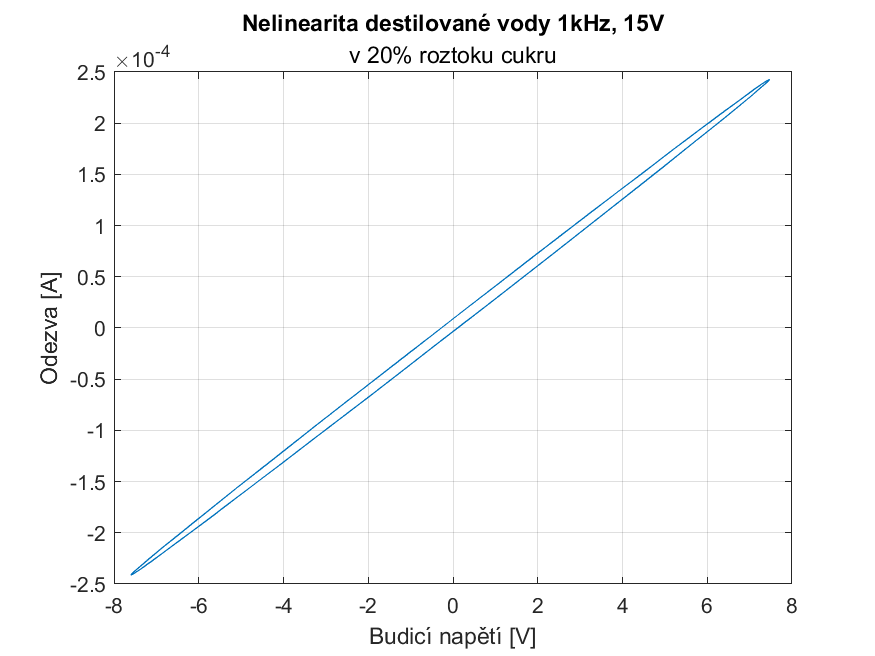 Nelinearita destilované vody 1kHz, 15V
v 20% roztoku cukru
×10-4
2.5
2
1.5
1
0.5
0
-0.5
-1
-1.5
-2
-2.5
Odezva [A]
-8 -6 -4 -2 0 2 4 6 8
Budicí napětí [V]